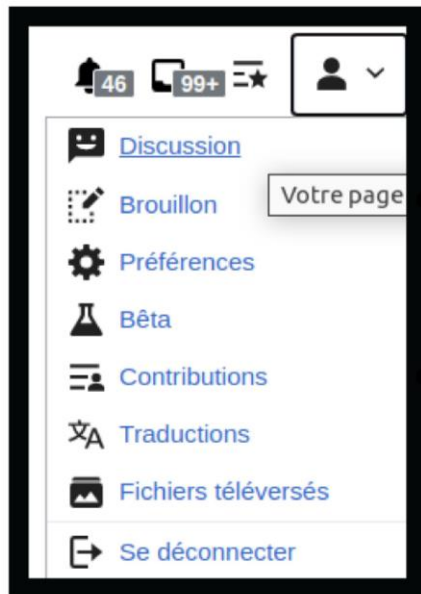 46 99+
Discussion
Votre page
Brouillon
Préférences
Bêta
Contributions
Traductions
Fichiers téléversés
Se déconnecter